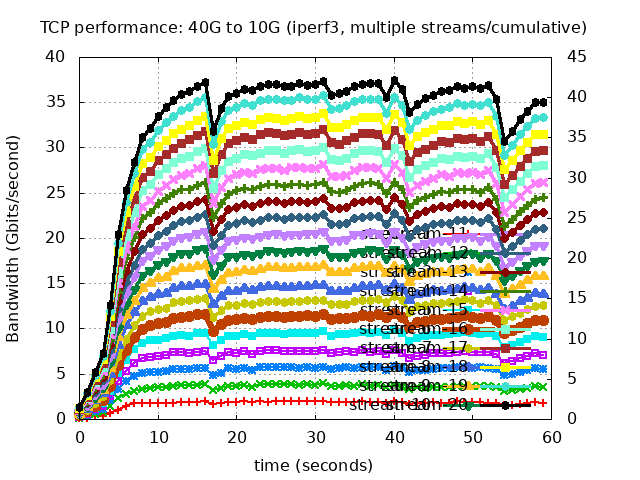 TCP performance: 40G to 10G (iperf3, multiple streams/cumulative)
40 45
35 40
30 35
25 30
20 25
15 20
10 15
5 10
0 5
0
Bandwidth (Gbits/second)
stream-11
stream-12
stream-13
stream-14
stream-15
stream-16
stream-17
stream-18
stream-19
stream-20
0 10 20 30 40 50 60
time (seconds)